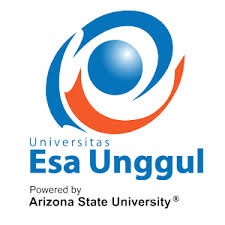 Universitas
Esa Unggul
Powered by
Arizona State University®